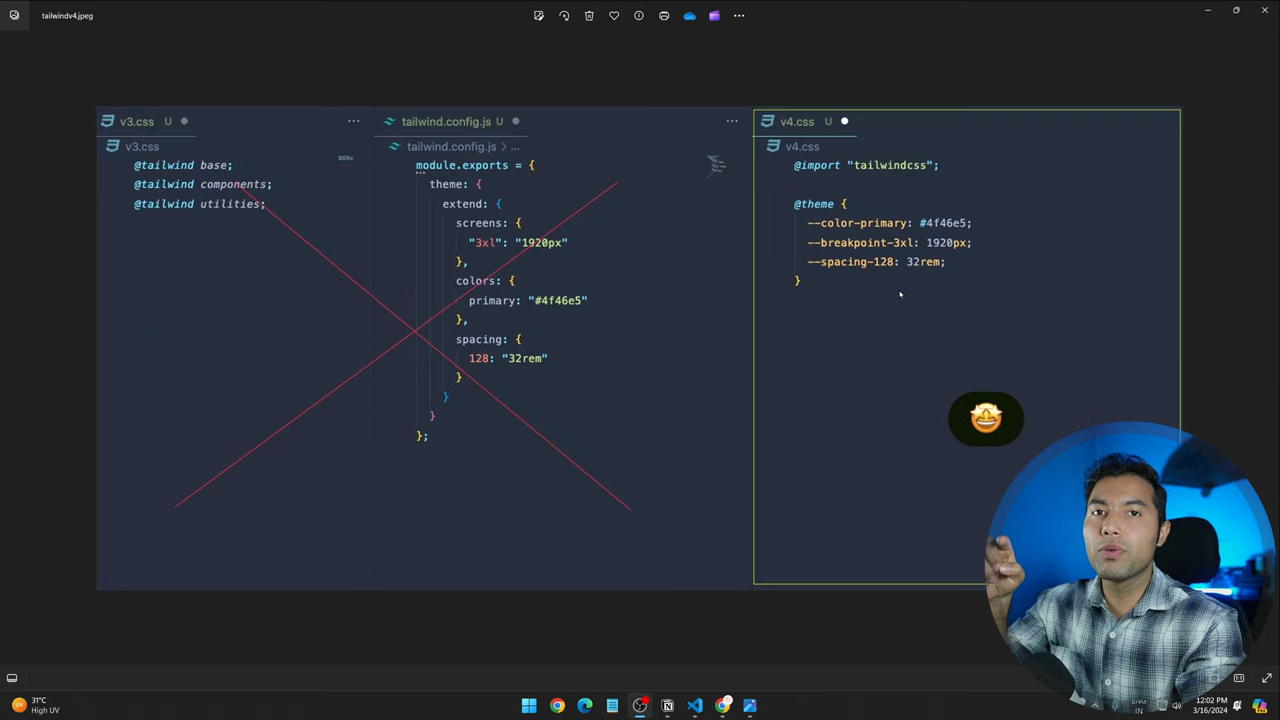 tailwindv4.jpeg
v3.css U
v3.css
@tailwind base;
@tailwind components;
@tailwind utilities;
tailwind.config.js U
tailwind.config.js > ...
module.exports = {
theme: {
extend: {
screens: {
"3xl": "1920px"
},
colors: {
primary: "#4f46e5"
},
spacing: {
128: "32rem"
}
}
}
};
v4.css U
v4.css
@import "tailwindcss";
@theme {
--color-primary: #4f46e5;
--breakpoint-3xl: 1920px;
--spacing-128: 32rem;
}
31°C
High UV
ENG
IN
12:02 PM
3/16/2024